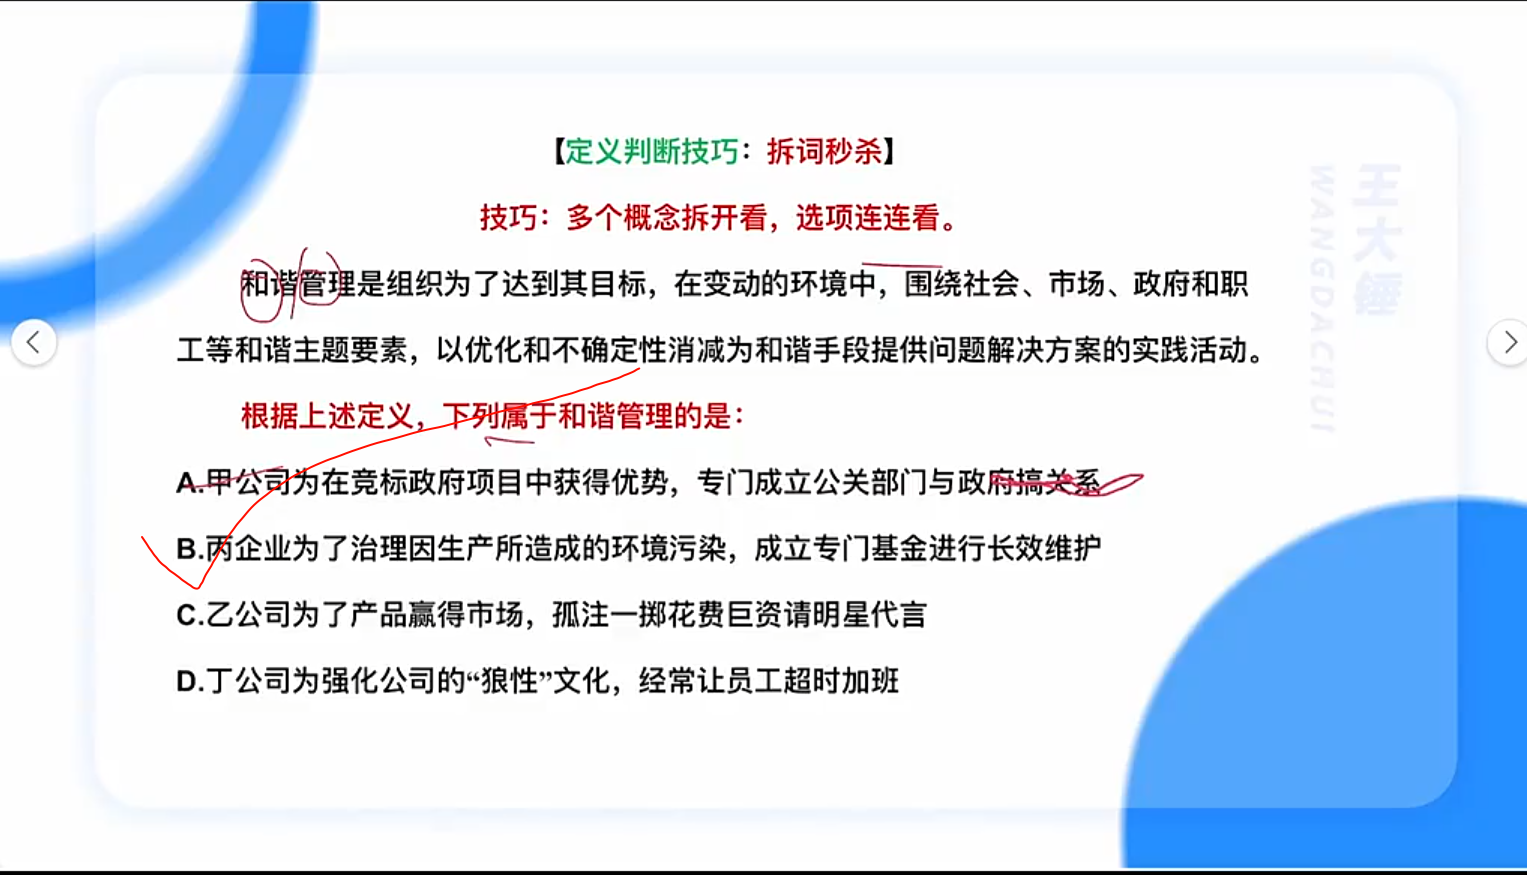 【定义判断技巧：拆词秒杀】
技巧：多个概念拆开看，选项连连看。
和谐管理是组织为了达到其目标，在变动的环境中，围绕社会、市场、政府和职
工等和谐主题要素，以优化和不确定性消减为和谐手段提供问题解决方案的实践活动。
根据上述定义，下列属于和谐管理的是：
A.甲公司为在竞标政府项目中获得优势，专门成立公关部门与政府搞关系
B.丙企业为了治理因生产所造成的环境污染，成立专门基金进行长效维护
C.乙公司为了产品赢得市场，孤注一掷花费巨资请明星代言
D.丁公司为强化公司的“狼性”文化，经常让员工超时加班
王大锤
WANGDACHUI